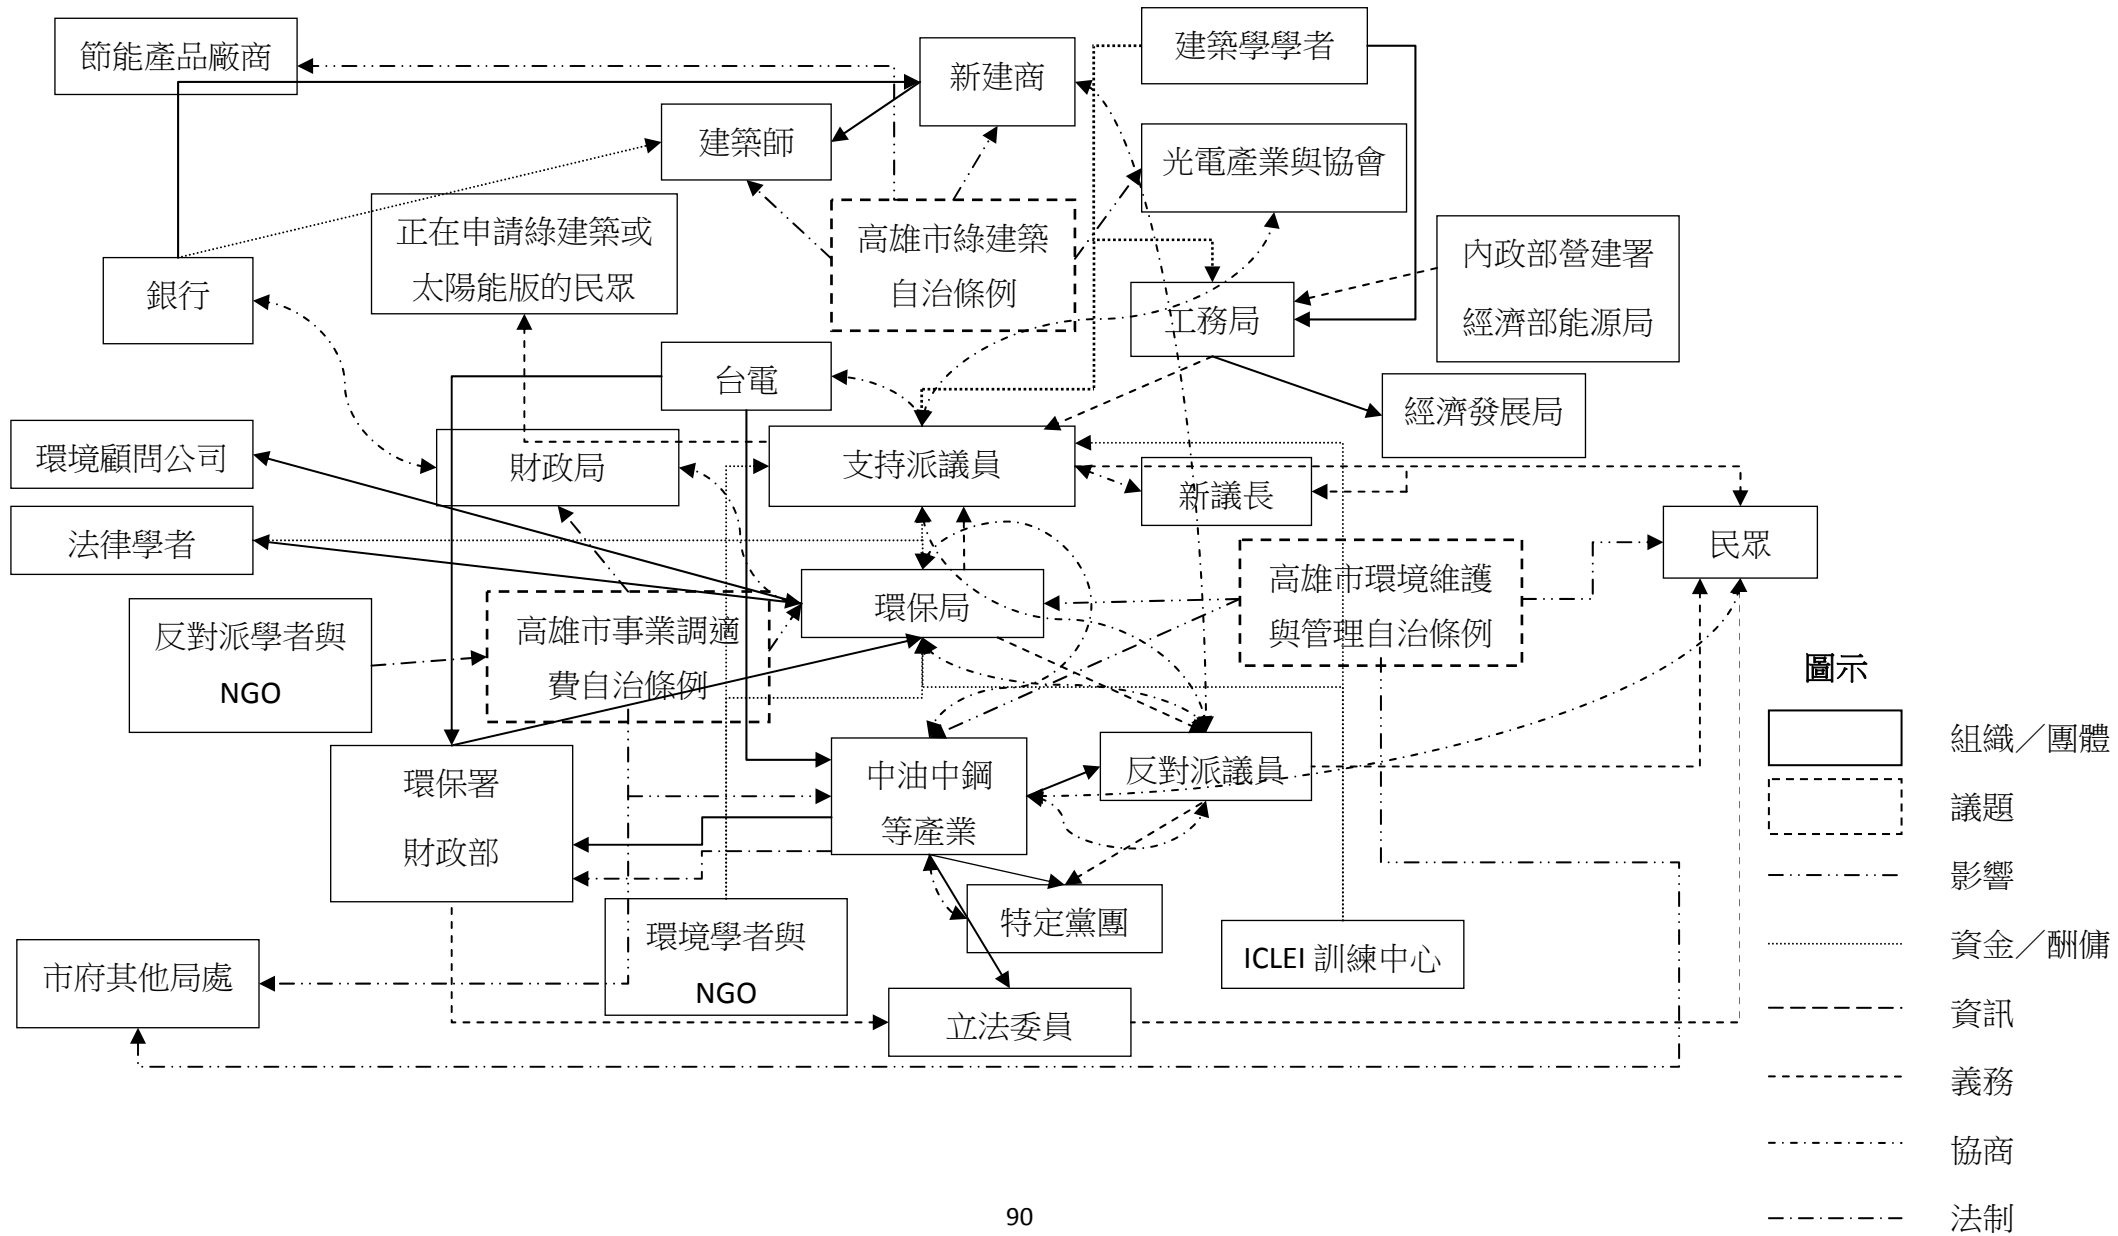 節能產品廠商
新建商
建築學學者
建築師
光電產業與協會
正在申請綠建築或
太陽能版的民眾
高雄市綠建築
自治條例
內政部營建署
經濟部能源局
銀行
工務局
台電
經濟發展局
環境顧問公司
財政局
支持派議員
新議長
法律學者
民眾
環保局
高雄市環境維護
與管理自治條例
反對派學者與
NGO
高雄市事業調適
費自治條例
環保署
財政部
中油中鋼
等產業
反對派議員
特定黨團
環境學者與
NGO
ICLEI 訓練中心
市府其他局處
立法委員
圖示
組織／團體
議題
影響
資金／酬傭
資訊
義務
協商
法制
90